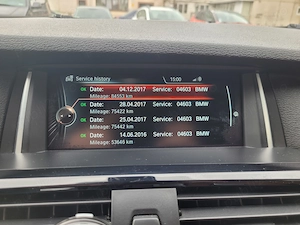 Service history
15:00
OK Date: 04.12.2017 Service: 04603 BMW
Mileage: 84553 km
OK Date: 28.04.2017 Service: 04603 BMW
Mileage: 75422 km
OK Date: 25.04.2017 Service: 04603 BMW
Mileage: 75442 km
OK Date: 14.06.2016 Service: 04603 BMW
Mileage: 53646 km